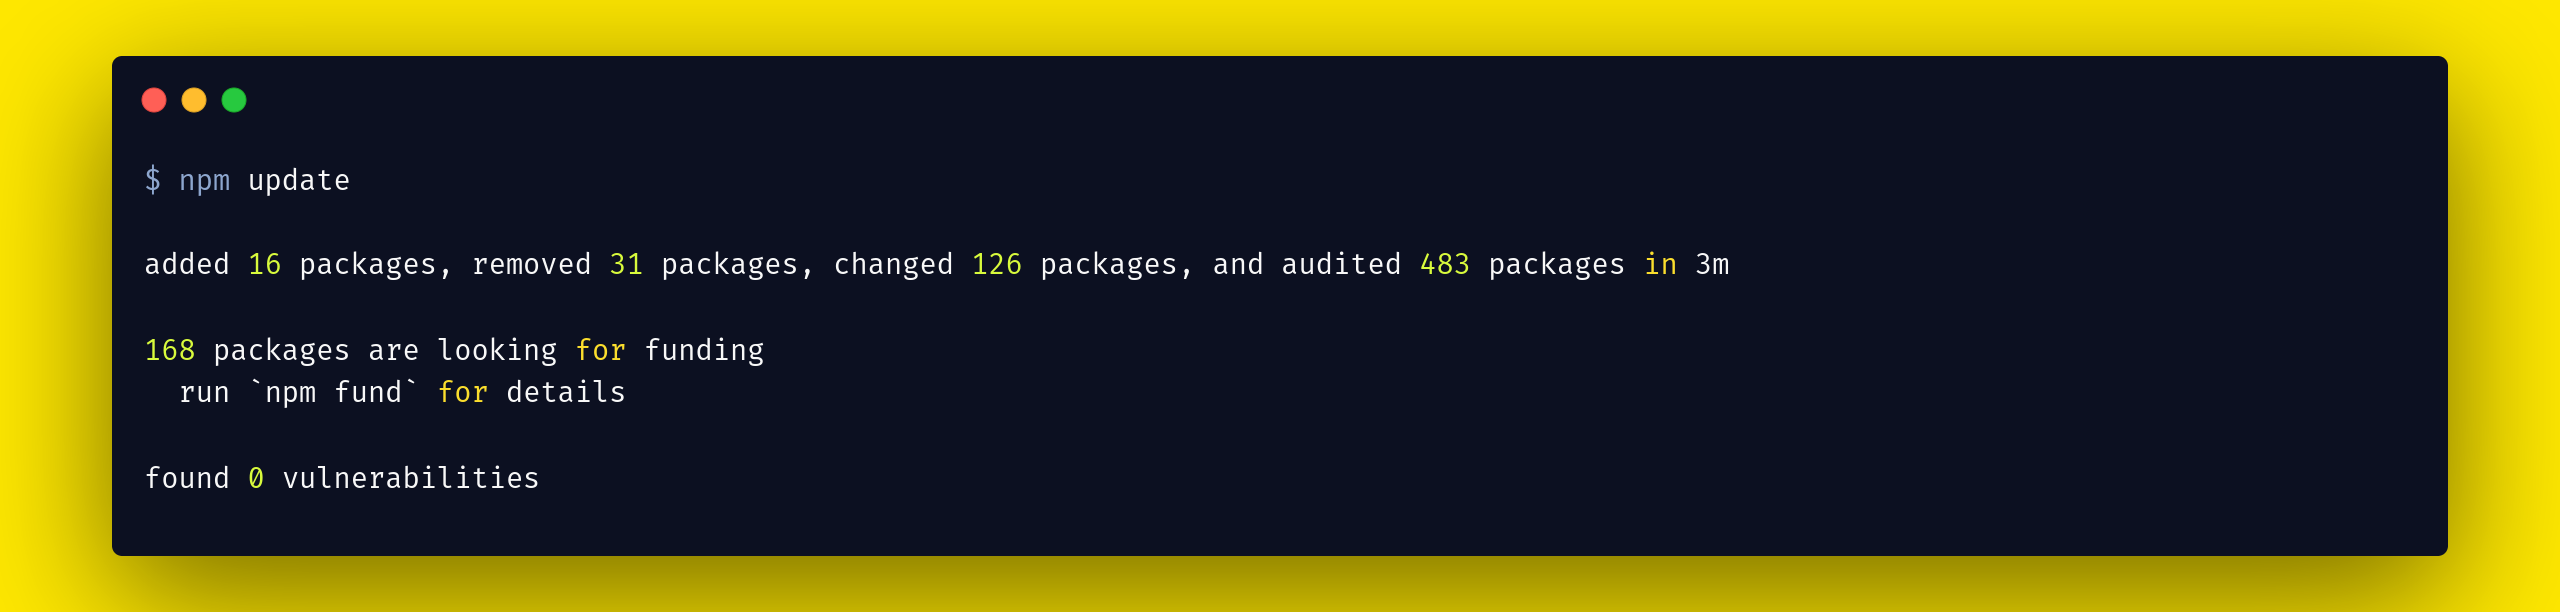 $ npm update
added 16 packages, removed 31 packages, changed 126 packages, and audited 483 packages in 3m
168 packages are looking for funding
  run `npm fund` for details
found 0 vulnerabilities